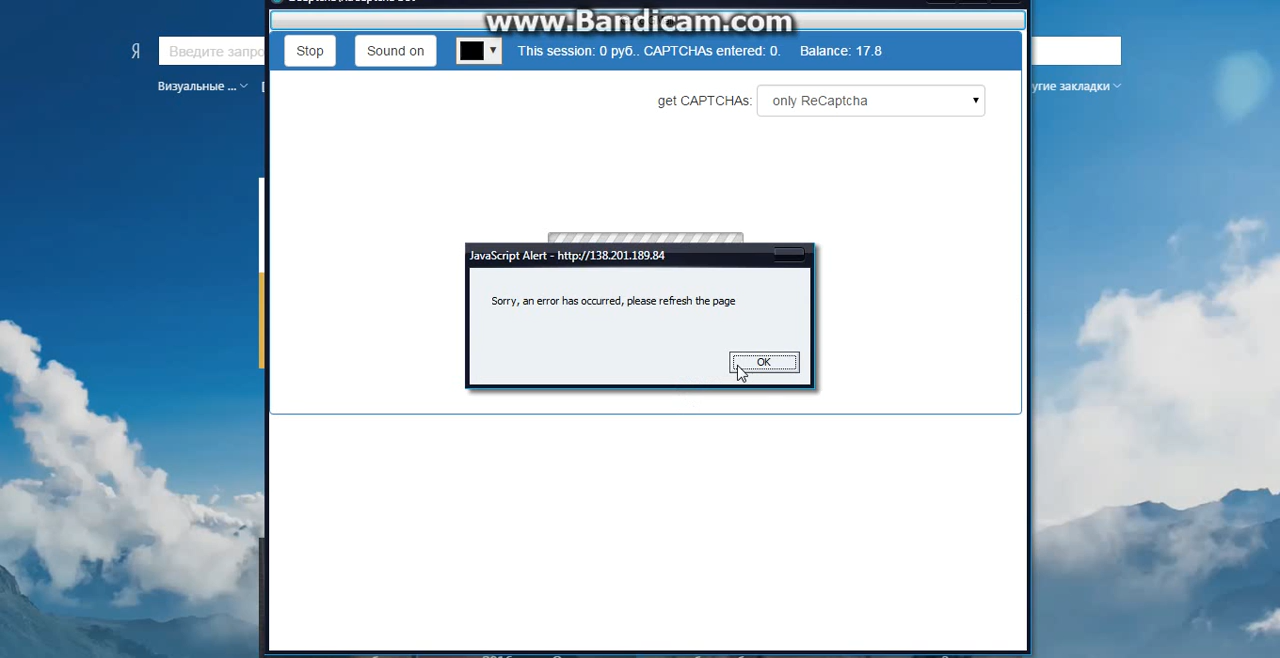 www.Bandicam.com
Stop
Sound on
This session: 0 руб.. CAPTCHAs entered: 0.
Balance: 17.8
Я
Введите запро
Визуальные ...
угие закладки
get CAPTCHAs:
only ReCaptcha
JavaScript Alert - http://138.201.189.84
Sorry, an error has occurred, please refresh the page
OK